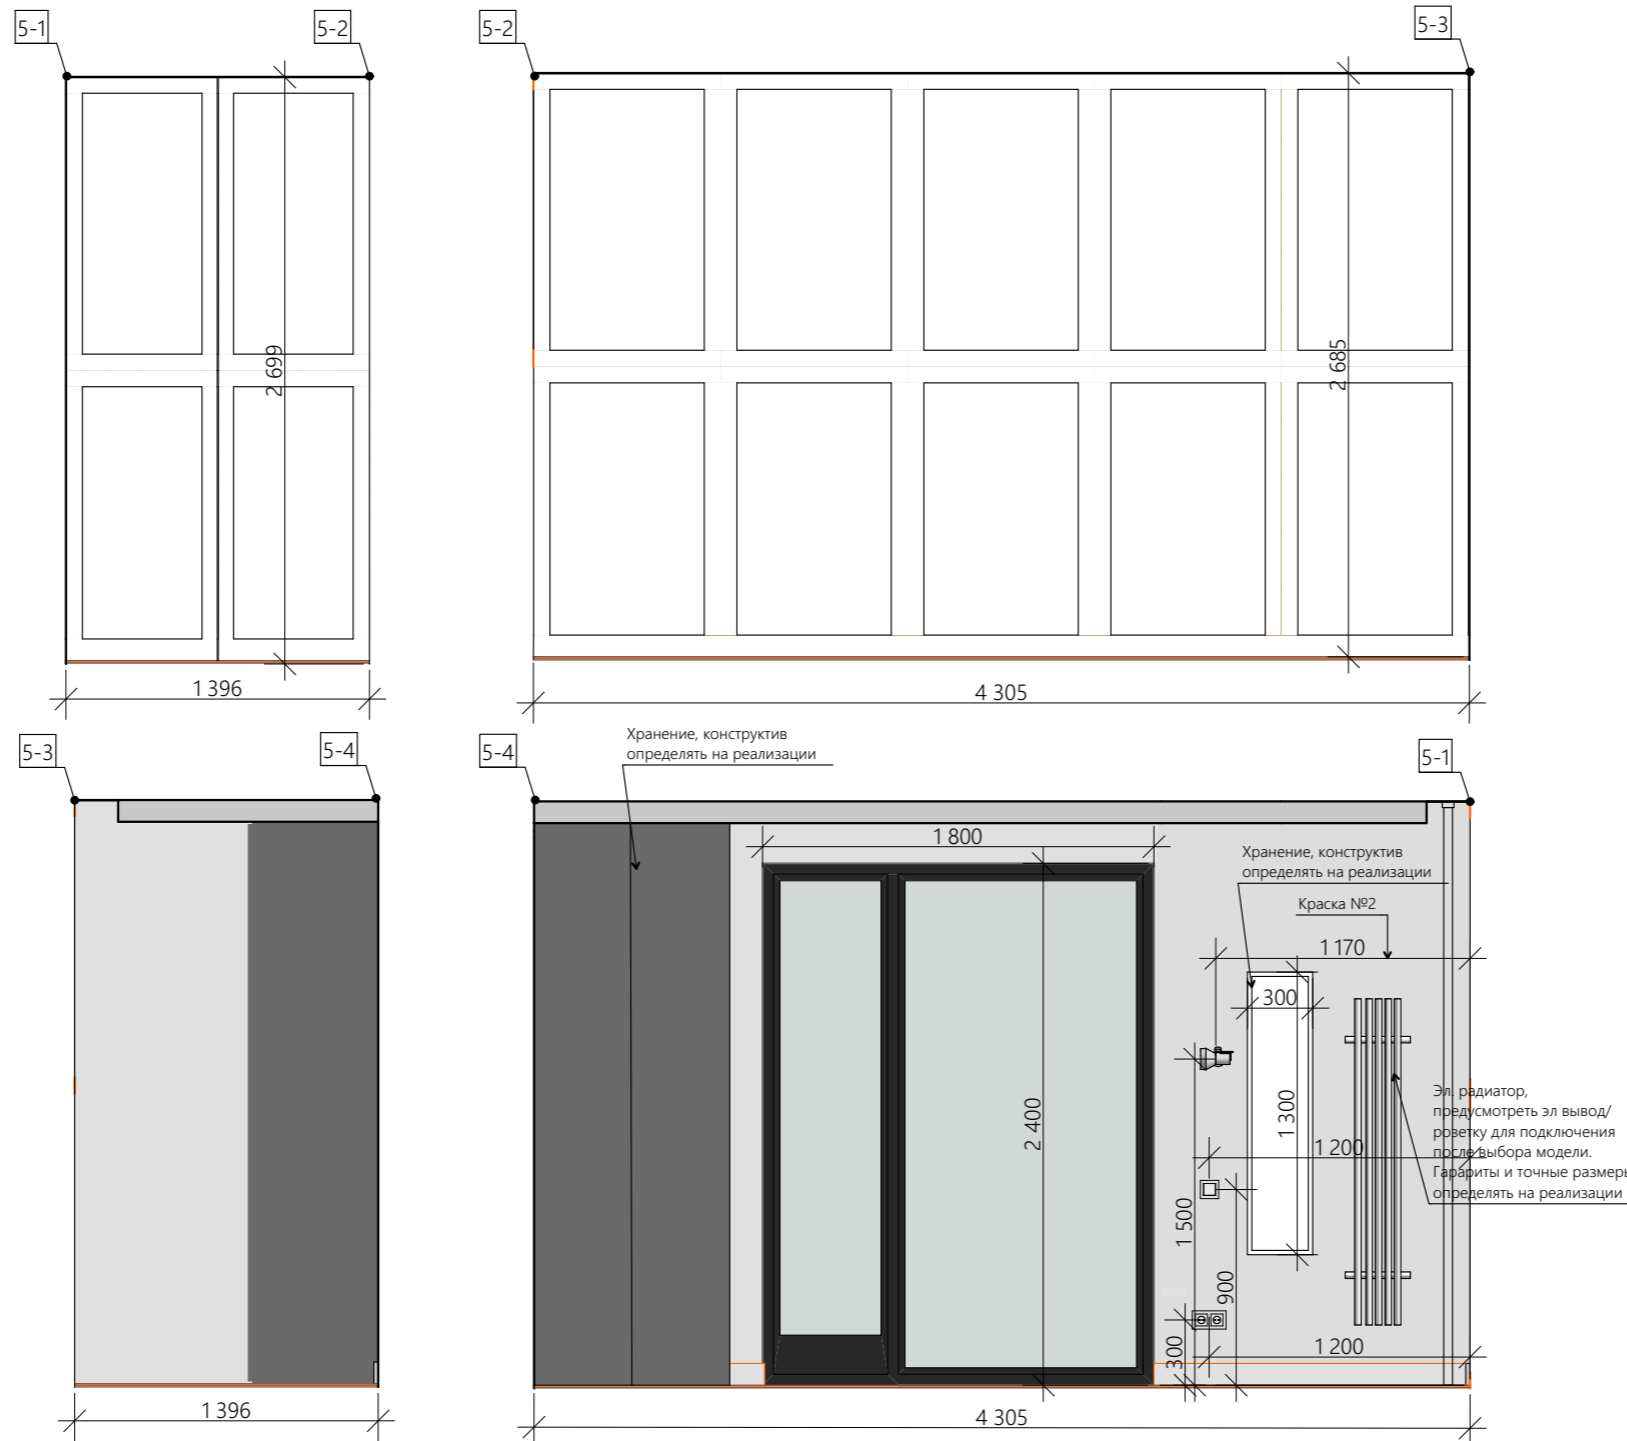 5-1
5-2
5-2
5-3
2 699
2 685
1 396
4 305
5-3
5-4
5-4
Хранение, конструктив
определять на реализации
5-1
1 800
Хранение, конструктив
определять на реализации
Краска №2
1 170
300
2 400
1 300
Эл. радиатор,
предусмотреть эл вывод/
розетку для подключения
после выбора модели.
Гарариты и точные размеры
определять на реализации
1 200
1 500
900
300
1 200
1 396
4 305